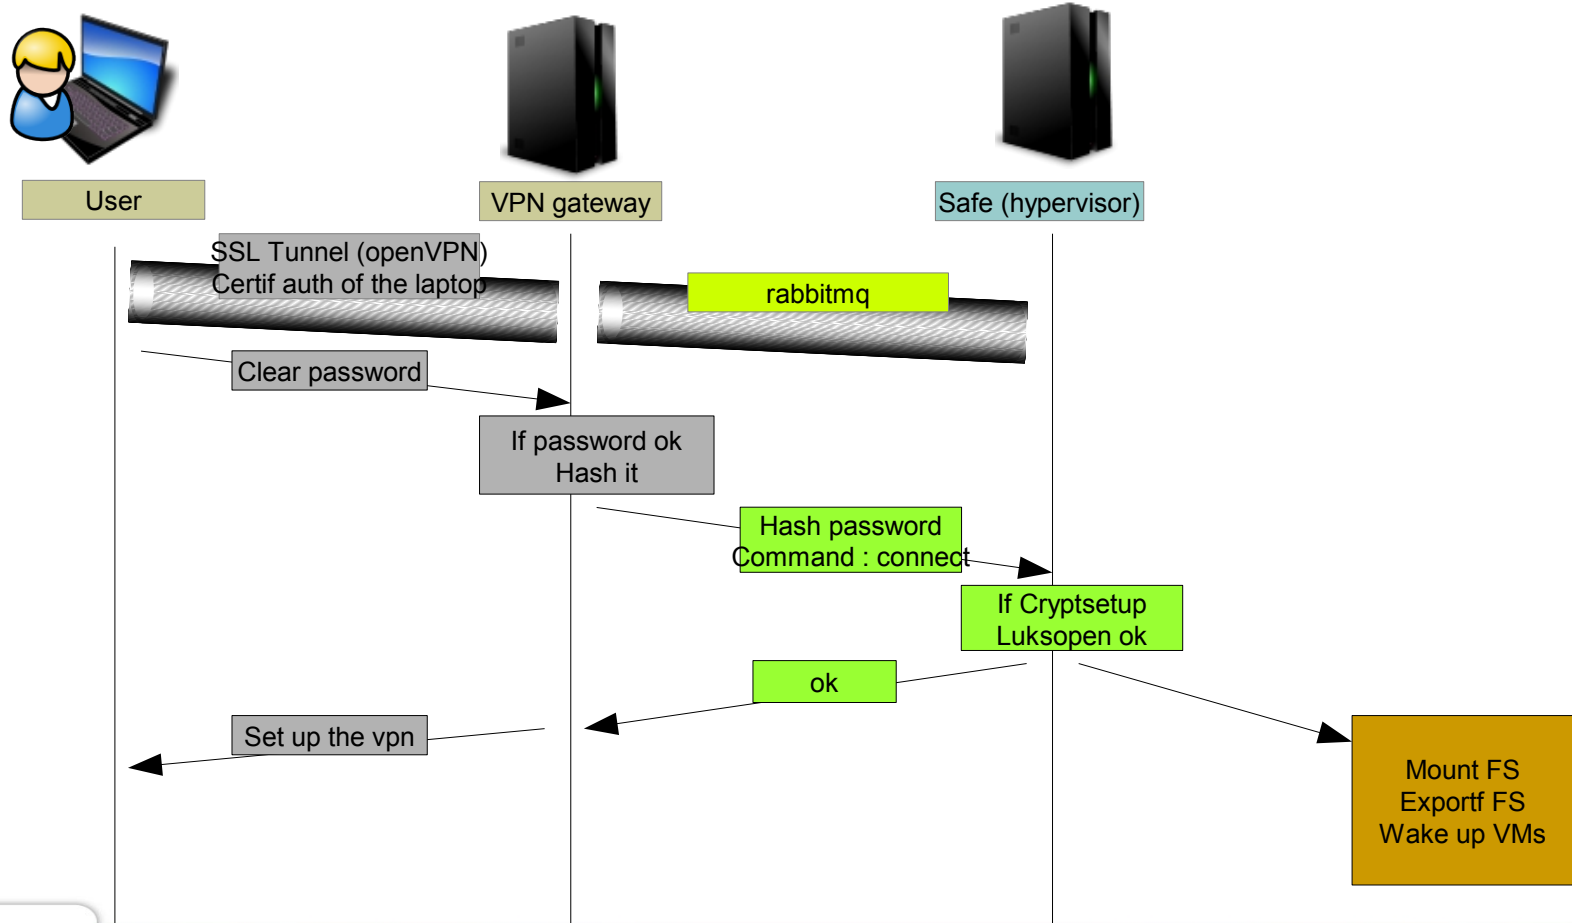 User
VPN gateway
Safe (hypervisor)
SSL Tunnel (openVPN)
Certif auth of the laptop
rabbitmq
Clear password
If password ok
Hash it
Hash password
Command : connect
If Cryptsetup
Luksopen ok
ok
Set up the vpn
Mount FS
Exportf FS
Wake up VMs